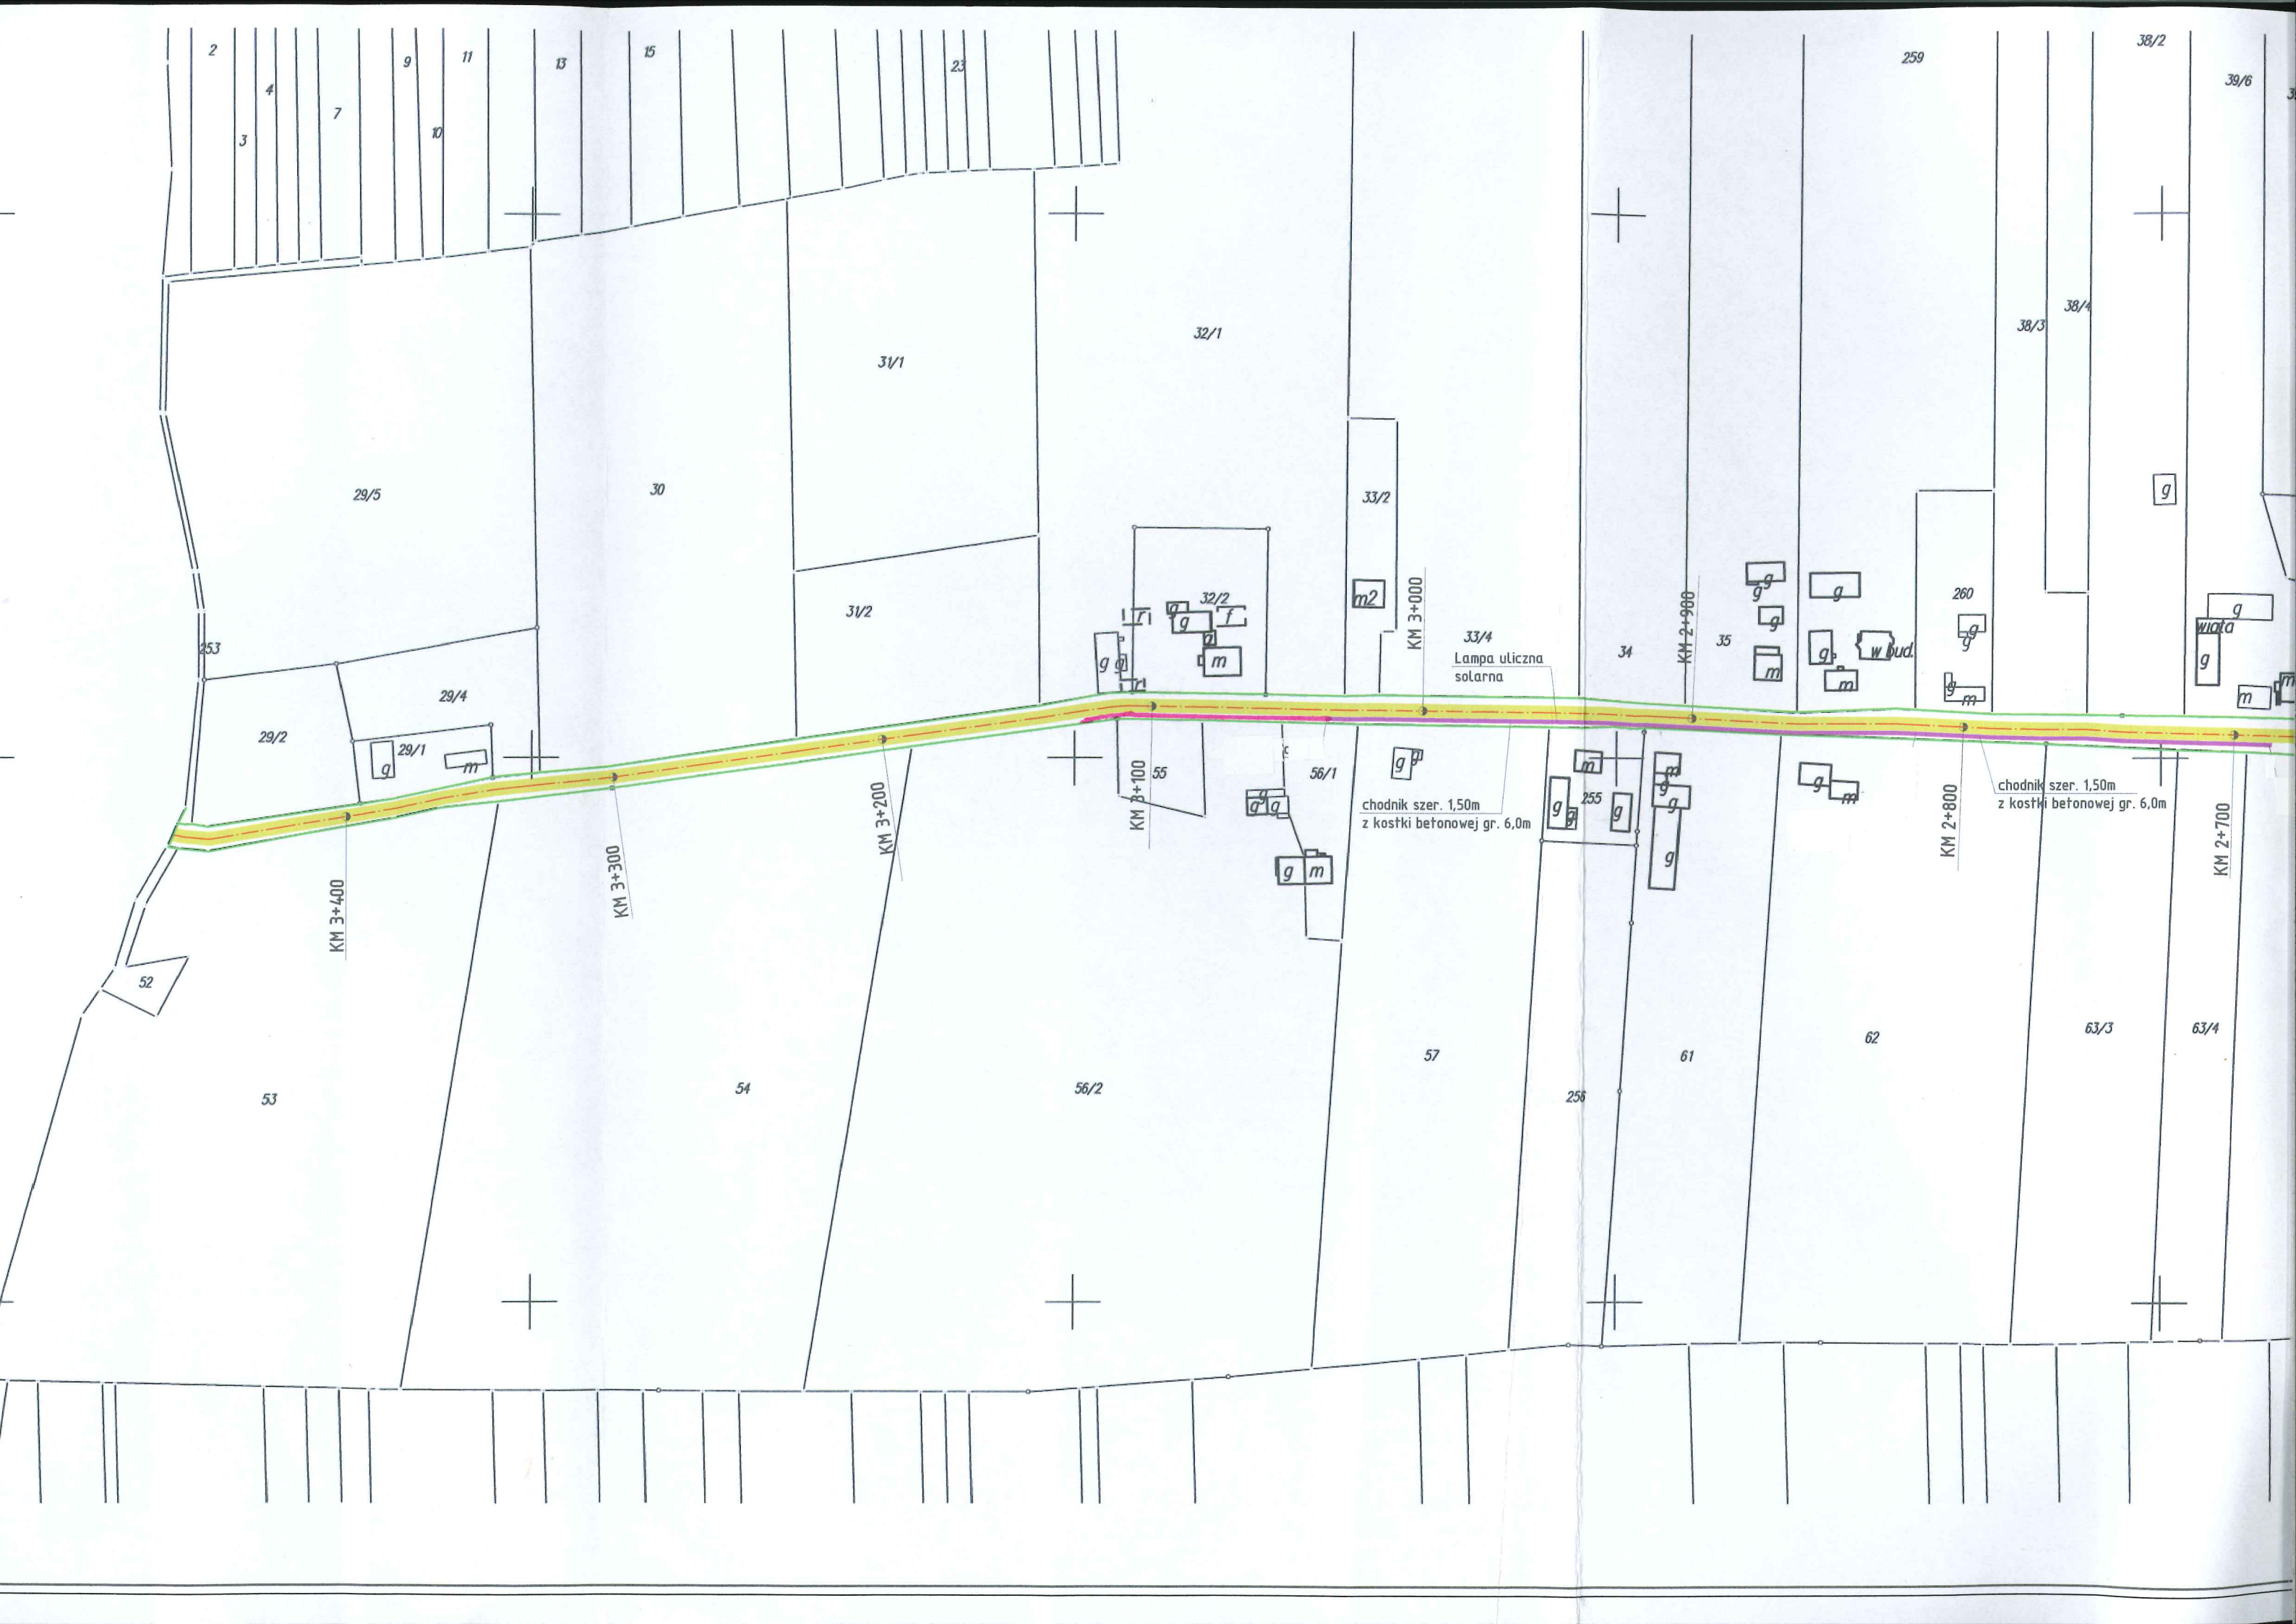 2
3
4
7
9
10
11
13
15
23
259
38/2
39/6
32/1
31/1
38/3
38/4
29/5
30
33/2
g
31/2
32/2
r
g
g
f
g
g
m
r
m2
KM 3+000
33/4
Lampa uliczna
solarna
34
KM 2+900
35
g
g
g
m
g
g
w bud.
m
260
g
g
g
m
g
wiata
g
m
m
253
29/4
29/2
29/1
g
m
55
56/1
g
g
g
g
g
g
m
g
g
chodnik szer. 1,50m
z kostki betonowej gr. 6,0m
m
255
g
g
g
m
g
g
g
g
m
chodnik szer. 1,50m
z kostki betonowej gr. 6,0m
KM 3+400
KM 3+300
KM 3+200
KM 3+100
KM 2+800
KM 2+700
52
53
54
56/2
57
256
61
62
63/3
63/4